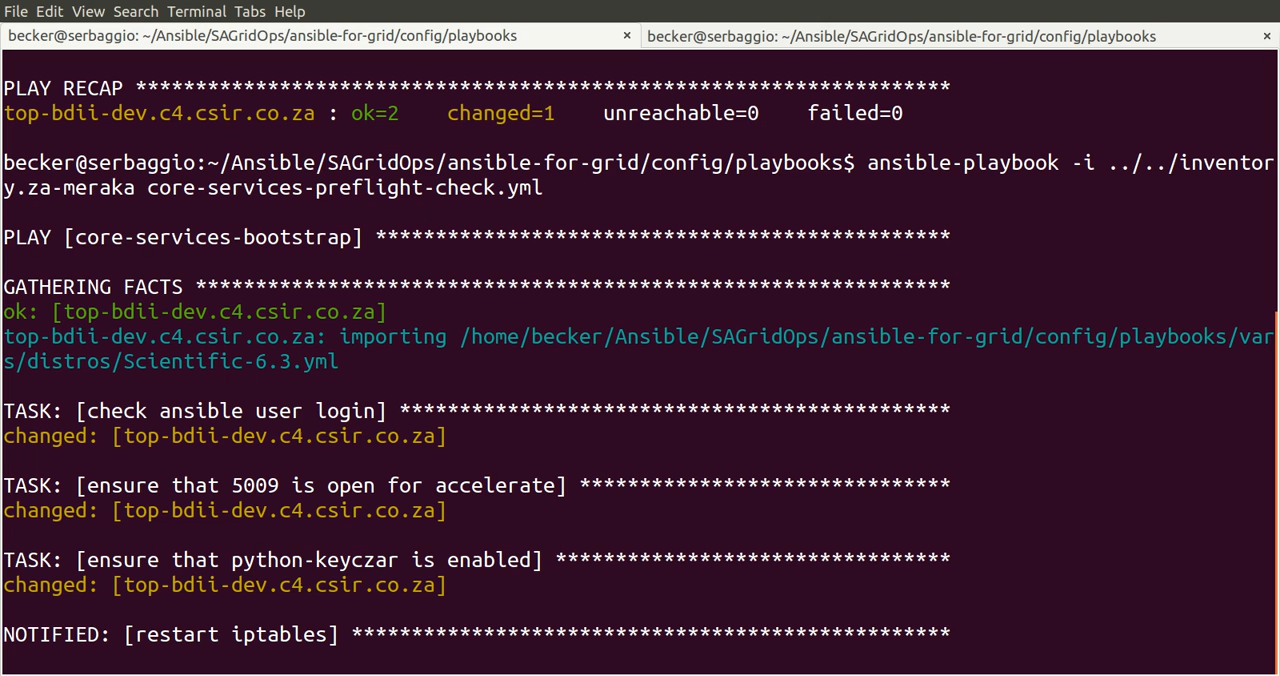 File Edit View Search Terminal Tabs Help
becker@serbaggio: ~/Ansible/SAGridOps/ansible-for-grid/config/playbooks × becker@serbaggio: ~/Ansible/SAGridOps/ansible-for-grid/config/playbooks ×
PLAY RECAP ********************************************************************
top-bdii-dev.c4.csir.co.za : ok=2    changed=1    unreachable=0    failed=0
becker@serbaggio:~/Ansible/SAGridOps/ansible-for-grid/config/playbooks$ ansible-playbook -i ../../inventor
y.za-meraka core-services-preflight-check.yml
PLAY [core-services-bootstrap] ************************************************
GATHERING FACTS ***************************************************************
ok: [top-bdii-dev.c4.csir.co.za]
top-bdii-dev.c4.csir.co.za: importing /home/becker/Ansible/SAGridOps/ansible-for-grid/config/playbooks/var
s/distros/Scientific-6.3.yml
TASK: [check ansible user login] **********************************************
changed: [top-bdii-dev.c4.csir.co.za]
TASK: [ensure that 5009 is open for accelerate] *******************************
changed: [top-bdii-dev.c4.csir.co.za]
TASK: [ensure that python-keyczar is enabled] *********************************
changed: [top-bdii-dev.c4.csir.co.za]
NOTIFIED: [restart iptables] **************************************************